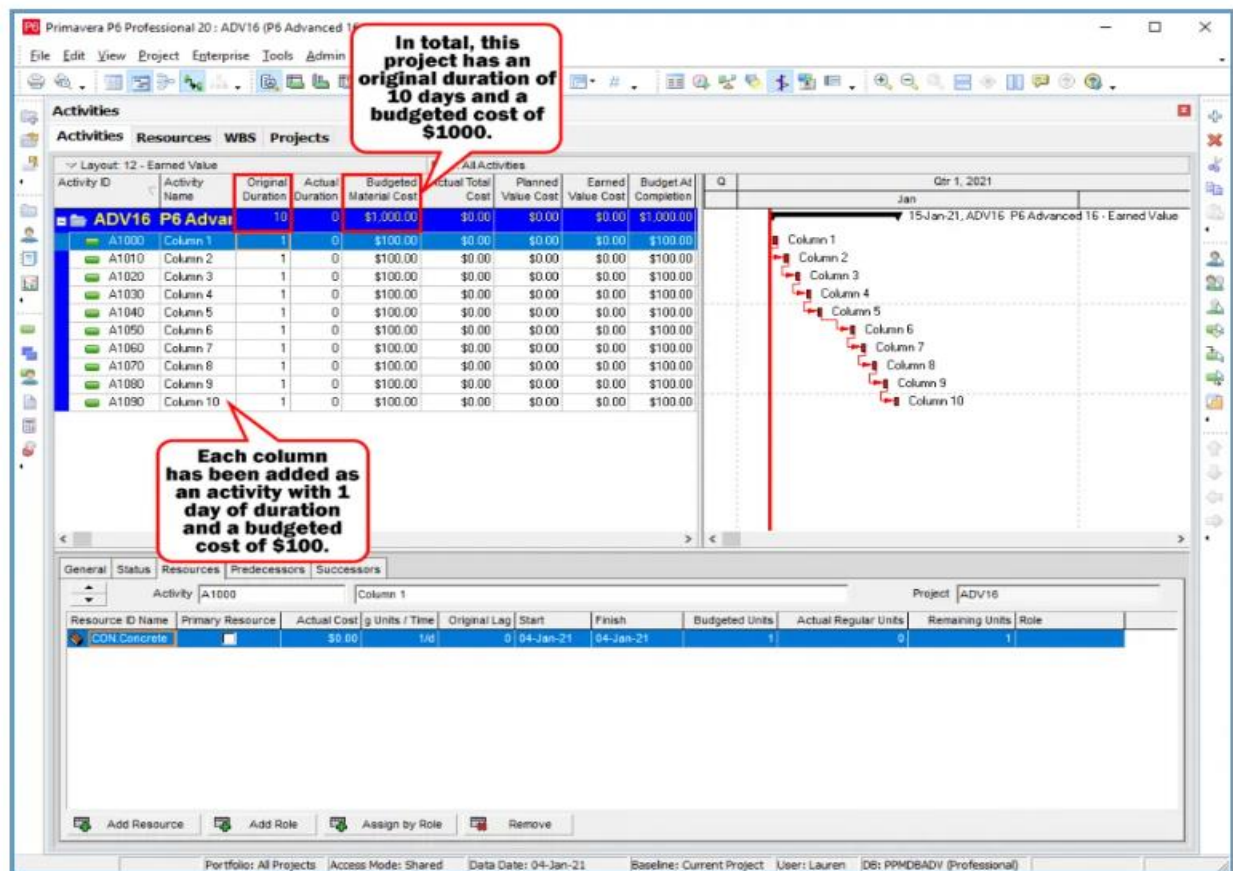 Primavera P6 Professional 20 : ADV16 (P6 Advanced 16
File Edit View Project Enterprise Tools Admin
In total, this
project has an
original duration of
10 days and a
budgeted cost of
$1000.
Activities
Activities Resources WBS Projects
Layout: 12 - Earned Value All Activities
Activity ID Activity Name Original Duration Actual Duration Budgeted Material Cost Actual Total Cost Planned Value Cost Earned Value Cost Budget At Completion
Q Qtr 1, 2021
Jan
ADV16 P6 Advar 10 0 $1,000.00 $0.00 $0.00 $0.00 $1,000.00 15-Jan-21, ADV16 P6 Advanced 16 - Earned Value
A1000 Column 1 1 0 $100.00 $0.00 $0.00 $0.00 $100.00 Column 1
A1010 Column 2 1 0 $100.00 $0.00 $0.00 $0.00 $100.00 Column 2
A1020 Column 3 1 0 $100.00 $0.00 $0.00 $0.00 $100.00 Column 3
A1030 Column 4 1 0 $100.00 $0.00 $0.00 $0.00 $100.00 Column 4
A1040 Column 5 1 0 $100.00 $0.00 $0.00 $0.00 $100.00 Column 5
A1050 Column 6 1 0 $100.00 $0.00 $0.00 $0.00 $100.00 Column 6
A1060 Column 7 1 0 $100.00 $0.00 $0.00 $0.00 $100.00 Column 7
A1070 Column 8 1 0 $100.00 $0.00 $0.00 $0.00 $100.00 Column 8
A1080 Column 9 1 0 $100.00 $0.00 $0.00 $0.00 $100.00 Column 9
A1090 Column 10 1 0 $100.00 $0.00 $0.00 $0.00 $100.00 Column 10
Each column
has been added as
an activity with 1
day of duration
and a budgeted
cost of $100.
General Status Resources Predecessors Successors
Activity A1000 Column 1 Project ADV16
Resource ID Name Primary Resource Actual Cost g Units / Time Original Lag Start Finish Budgeted Units Actual Regular Units Remaining Units Role
CON.Concrete $0.00 1/d 0 04-Jan-21 04-Jan-21 1 0 1
Add Resource Add Role Assign by Role Remove
Portfolio: All Projects Access Mode: Shared Data Date: 04-Jan-21 Baseline: Current Project User: Lauren DB: PPMDBADV (Professional)